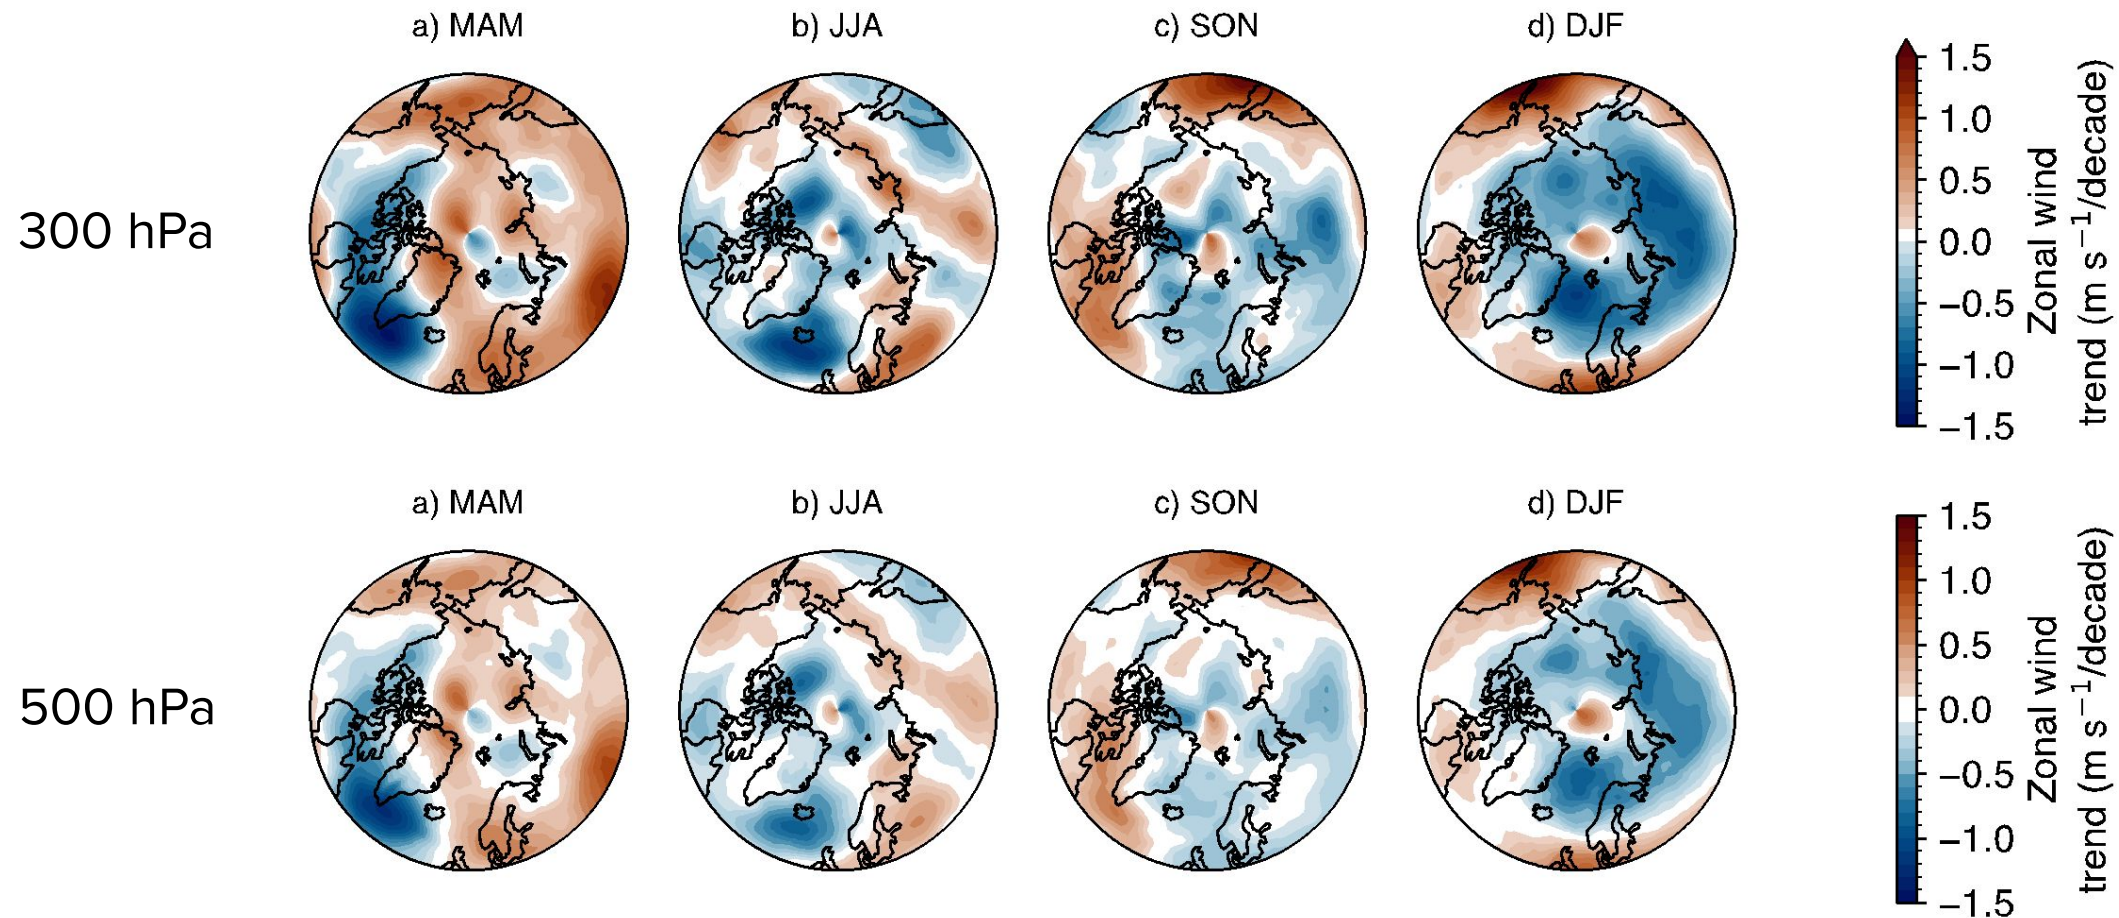 a) MAM
b) JJA
c) SON
d) DJF
300 hPa
1.5
1.0
0.5
0.0
−0.5
−1.0
−1.5
Zonal wind
trend (m s−1/decade)
a) MAM
b) JJA
c) SON
d) DJF
500 hPa
1.5
1.0
0.5
0.0
−0.5
−1.0
−1.5
Zonal wind
trend (m s−1/decade)